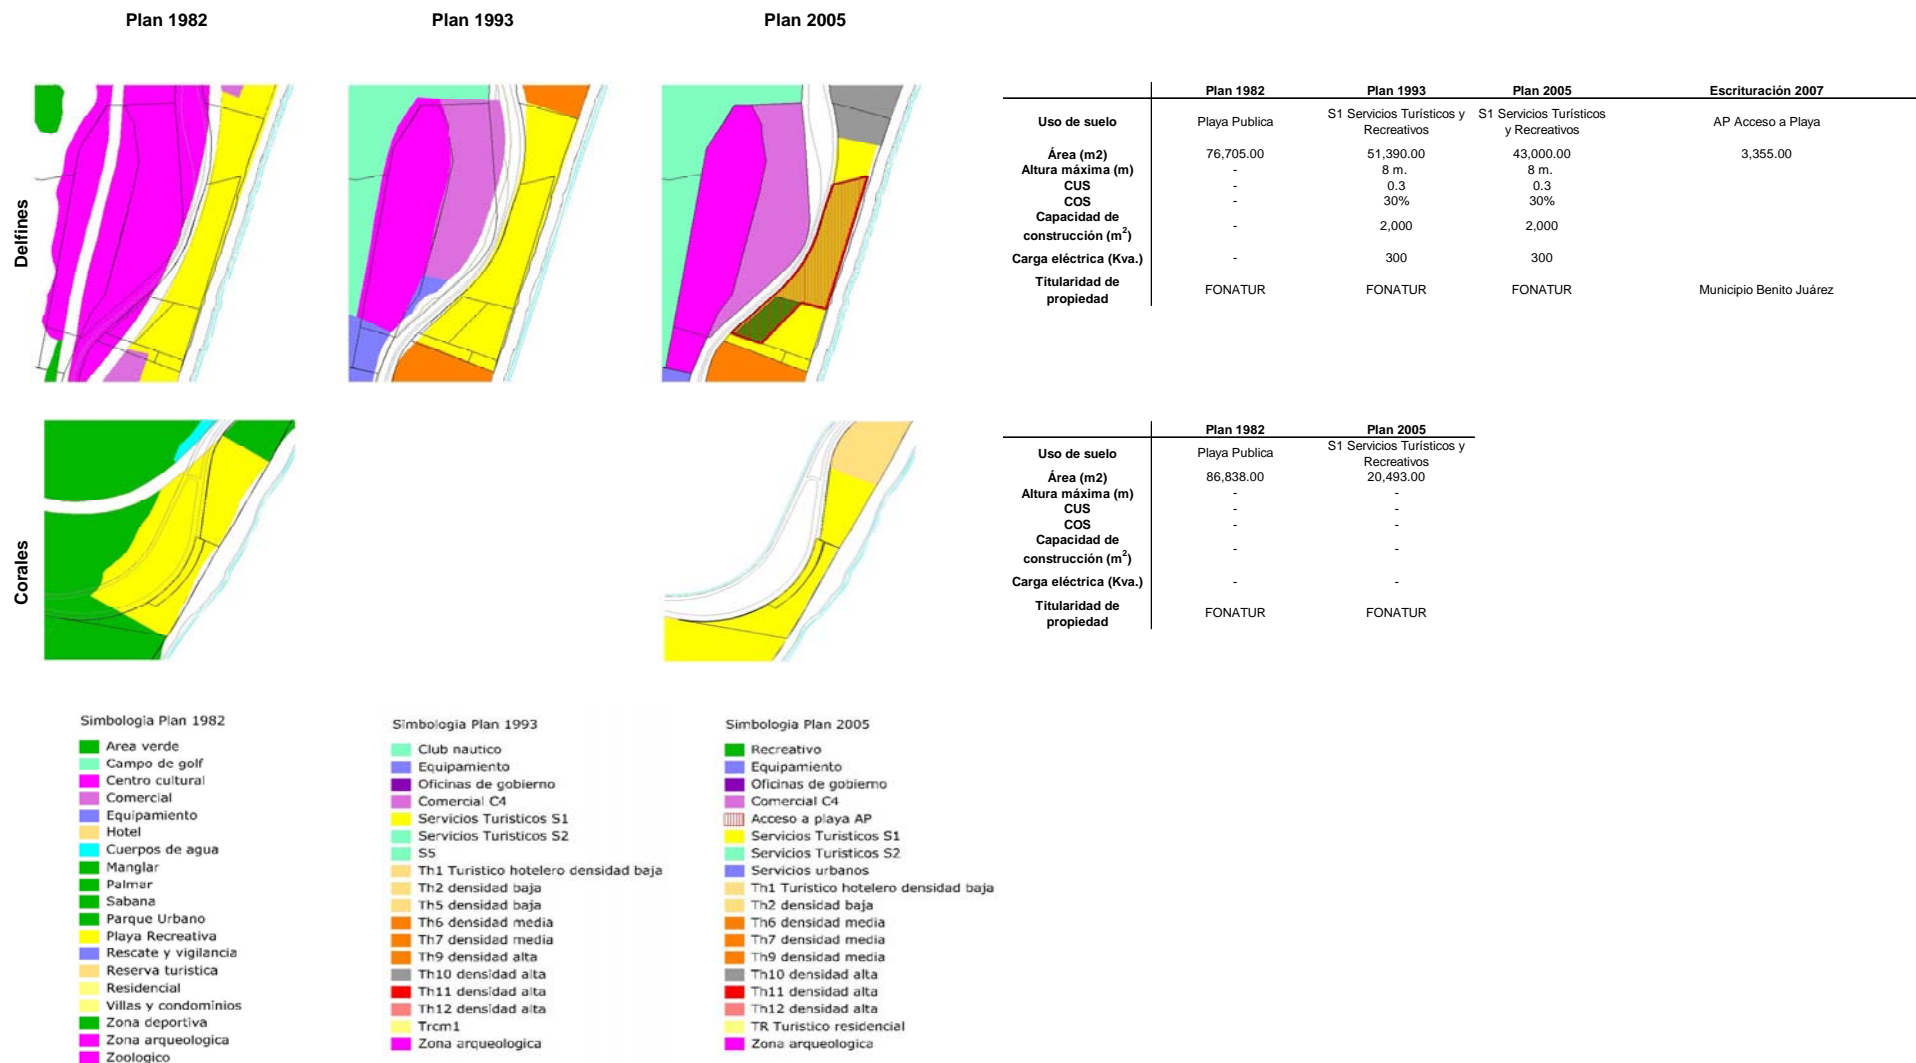 Plan 1982
Plan 1993
Plan 2005
Delfines
Plan 1982 Plan 1993 Plan 2005 Escrituración 2007
Uso de suelo Playa Publica S1 Servicios Turísticos y Recreativos S1 Servicios Turísticos y Recreativos AP Acceso a Playa
Área (m2) 76,705.00 51,390.00 43,000.00 3,355.00
Altura máxima (m) - 8 m. 8 m.
CUS - 0.3 0.3
COS - 30% 30%
Capacidad de construcción (m2) - 2,000 2,000
Carga eléctrica (Kva.) - 300 300
Titularidad de propiedad FONATUR FONATUR FONATUR Municipio Benito Juárez
Corales
Plan 1982 Plan 2005
Uso de suelo Playa Publica S1 Servicios Turísticos y Recreativos
Área (m2) 86,838.00 20,493.00
Altura máxima (m) - -
CUS - -
COS - -
Capacidad de construcción (m2) - -
Carga eléctrica (Kva.) - -
Titularidad de propiedad FONATUR FONATUR
Simbologia Plan 1982
Area verde
Campo de golf
Centro cultural
Comercial
Equipamiento
Hotel
Cuerpos de agua
Manglar
Palmar
Sabana
Parque Urbano
Playa Recreativa
Rescate y vigilancia
Reserva turistica
Residencial
Villas y condominios
Zona deportiva
Zona arqueologica
Zoologico
Simbologia Plan 1993
Club nautico
Equipamiento
Oficinas de gobierno
Comercial C4
Servicios Turisticos S1
Servicios Turisticos S2
S5
Th1 Turistico hotelero densidad baja
Th2 densidad baja
Th5 densidad baja
Th6 densidad media
Th7 densidad media
Th9 densidad alta
Th10 densidad alta
Th11 densidad alta
Th12 densidad alta
Trcm1
Zona arqueologica
Simbologia Plan 2005
Recreativo
Equipamiento
Oficinas de gobierno
Comercial C4
Acceso a playa AP
Servicios Turisticos S1
Servicios Turisticos S2
Servicios urbanos
Th1 Turistico hotelero densidad baja
Th2 densidad baja
Th6 densidad media
Th7 densidad media
Th9 densidad media
Th10 densidad alta
Th11 densidad alta
Th12 densidad alta
TR Turistico residencial
Zona arqueologica